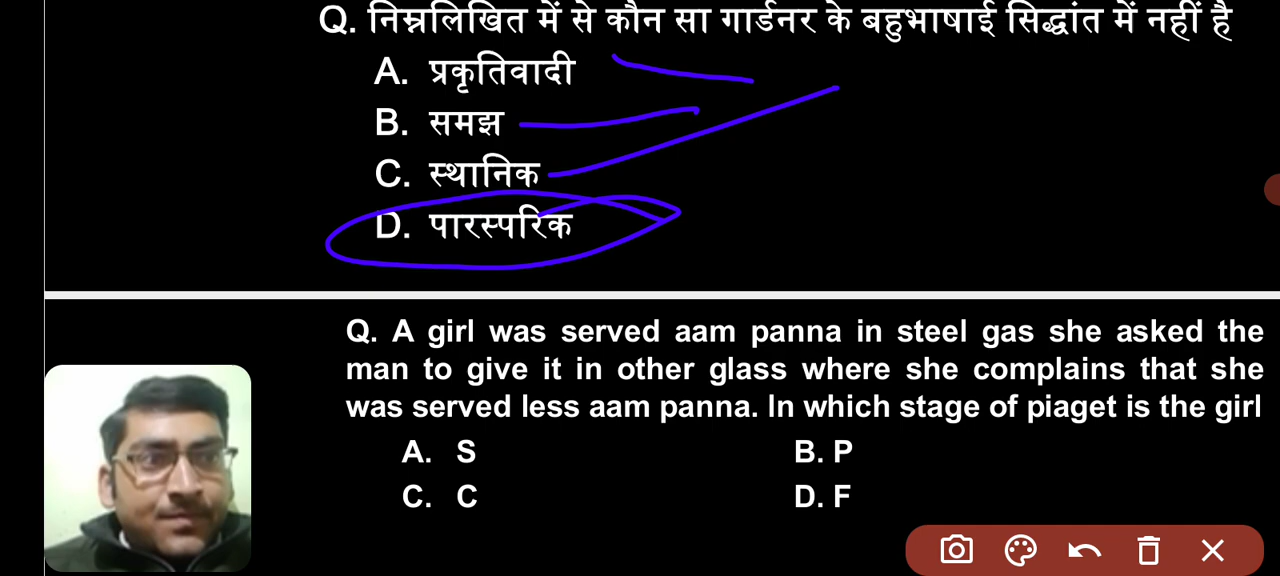 Q. निम्नलिखित में से कौन सा गार्डनर के बहुभाषाई सिद्धांत में नहीं है
A. प्रकृतिवादी
B. समझ
C. स्थानिक
D. पारस्परिक
Q. A girl was served aam panna in steel gas she asked the
man to give it in other glass where she complains that she
was served less aam panna. In which stage of piaget is the girl
A. S B. P
C. C D. F